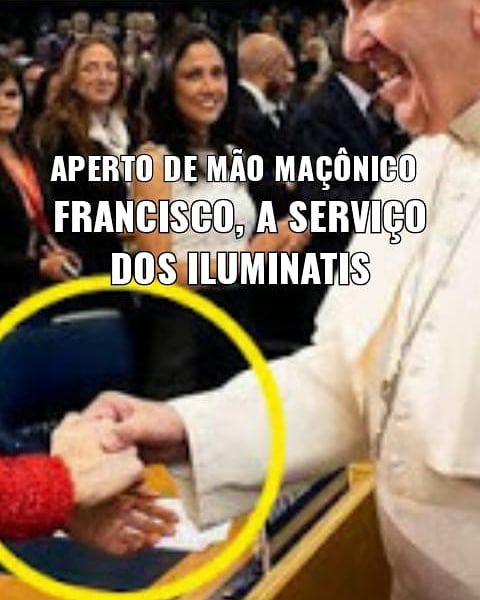 APERTO DE MÃO MAÇÔNICO
FRANCISCO, A SERVIÇO
DOS ILUMINATIS